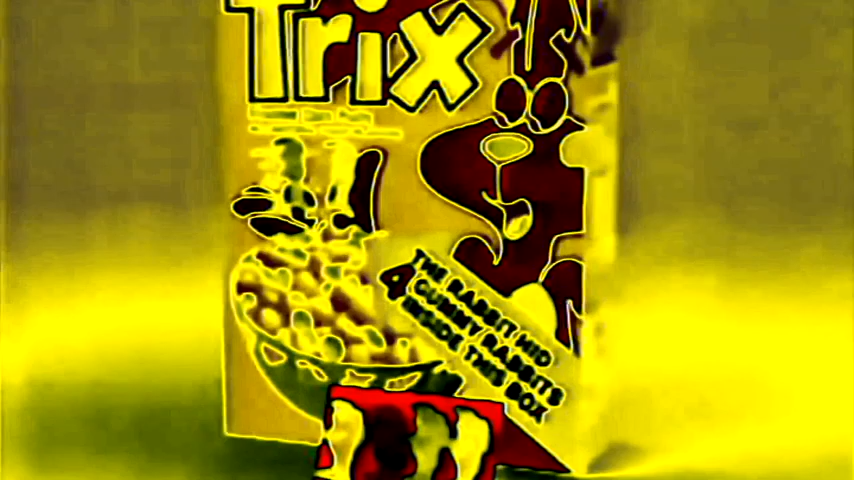 Trix
THE RABBIT HID
4 GUMMY RABBITS
INSIDE THIS BOX